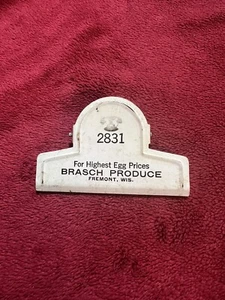 2831
For Highest Egg Prices
BRASCH PRODUCE
FREMONT, WIS.